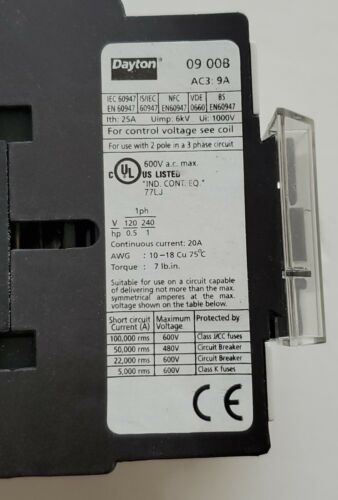 Dayton® 09 00B
AC3: 9A
IEC 60947 IS/IEC NFC VDE BS
EN 60947 60947 EN60947 0660 EN60947
Ith: 25A Uimp: 6kV Ui: 1000V
For control voltage see coil
For use with 2 pole in a 3 phase circuit
600V a.c. max.
C UL US LISTED
"IND. CONT. EQ."
77LJ
1ph
V 120 240
hp 0.5 1
Continuous current: 20A
AWG : 10-18 Cu 75°C
Torque : 7 lb.in.
Suitable for use on a circuit capable
of delivering not more than the max.
symmetrical amperes at the max.
voltage shown on the table below.
Short circuit Maximum Protected by
Current (A) Voltage
100,000 rms 600V Class J/CC fuses
50,000 rms 480V Circuit Breaker
22,000 rms 600V Circuit Breaker
5,000 rms 600V Class K fuses
CE